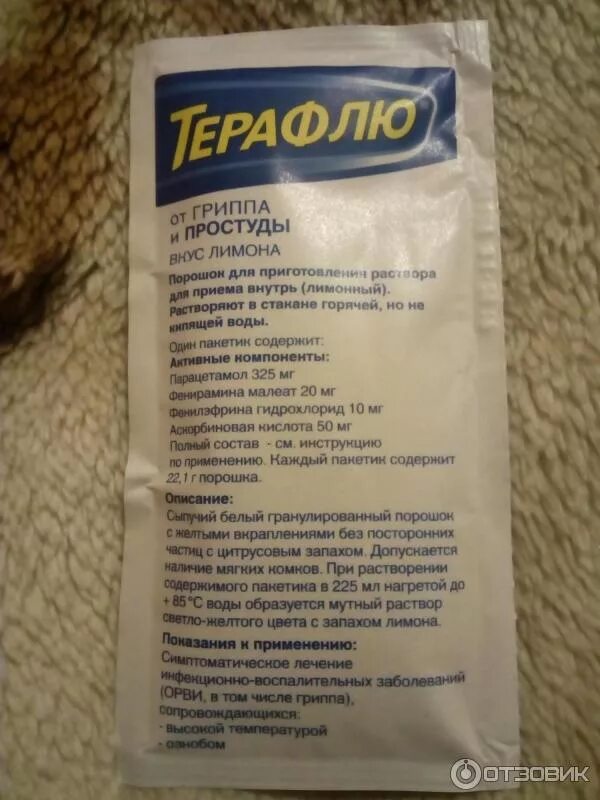 ТЕРАФЛЮ
от ГРИППА
и ПРОСТУДЫ
ВКУС ЛИМОНА
Порошок для приготовления раствора
для приема внутрь (лимонный).
Растворяют в стакане горячей, но не
кипящей воды.
Один пакетик содержит:
Активные компоненты:
Парацетамол 325 мг
Фенирамина малеат 20 мг
Фенилэфрина гидрохлорид 10 мг
Аскорбиновая кислота 50 мг
Полный состав - см. инструкцию
по применению. Каждый пакетик содержит
22,1 г порошка.
Описание:
Сыпучий белый гранулированный порошок
с желтыми вкраплениями без посторонних
частиц с цитрусовым запахом. Допускается
наличие мягких комков. При растворении
содержимого пакетика в 225 мл нагретой до
+ 85°С воды образуется мутный раствор
светло-желтого цвета с запахом лимона.
Показания к применению:
Симптоматическое лечение
инфекционно-воспалительных заболеваний
(ОРВИ, в том числе гриппа),
сопровождающихся:
- высокой температурой
- ознобом
ОТЗОВИК